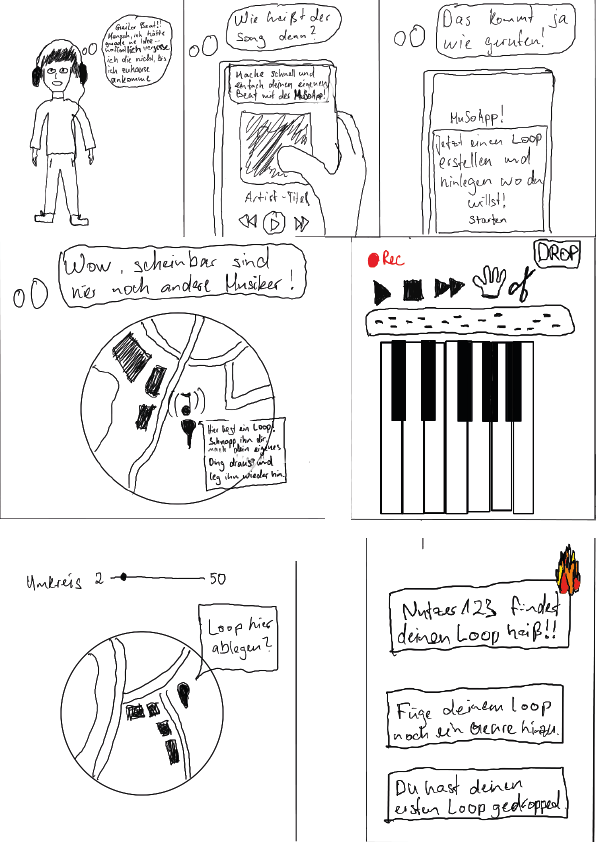 Geiler Beat!!
Manjah, ich hätte
gerade ne Idee...
hoffentlich vergesse
ich die nicht, bis
ich zuhause
ankomme
Wie heißt der
Song denn?
Mache schnell und
einfach deinen eigenen
Beat mit der MuSoApp!
Artist - Titel
Das kommt ja
wie gerufen!
MuSoApp!
Jetzt einen Loop
erstellen und
hinlegen wo du
willst!
Starten
Wow, scheinbar sind
hier noch andere Musiker!
Hier liegt ein Loop!
Schnapp ihn dir,
mach dein eigenes
Ding draus und
leg ihn wieder hin.
Rec
DROP
Umkreis 2 50
Loop hier
ablegen?
Nutzer123 findet
deinen Loop heiß!!
Füge deinem Loop
noch ein Genre hinzu.
Du hast deinen
ersten Loop gedropped